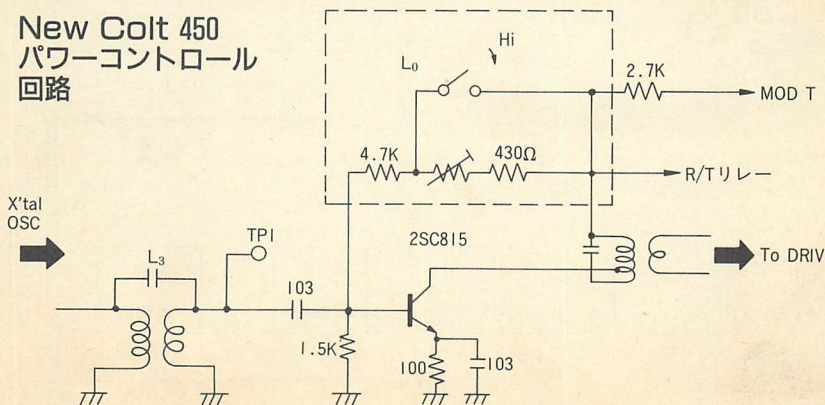 New Colt 450
パワーコントロール
回路
Hi
L₀
2.7K
MOD T
4.7K
430Ω
R/Tリレー
X'tal
OSC
TP1
2SC815
L₃
To DRIV
103
1.5K
100
103